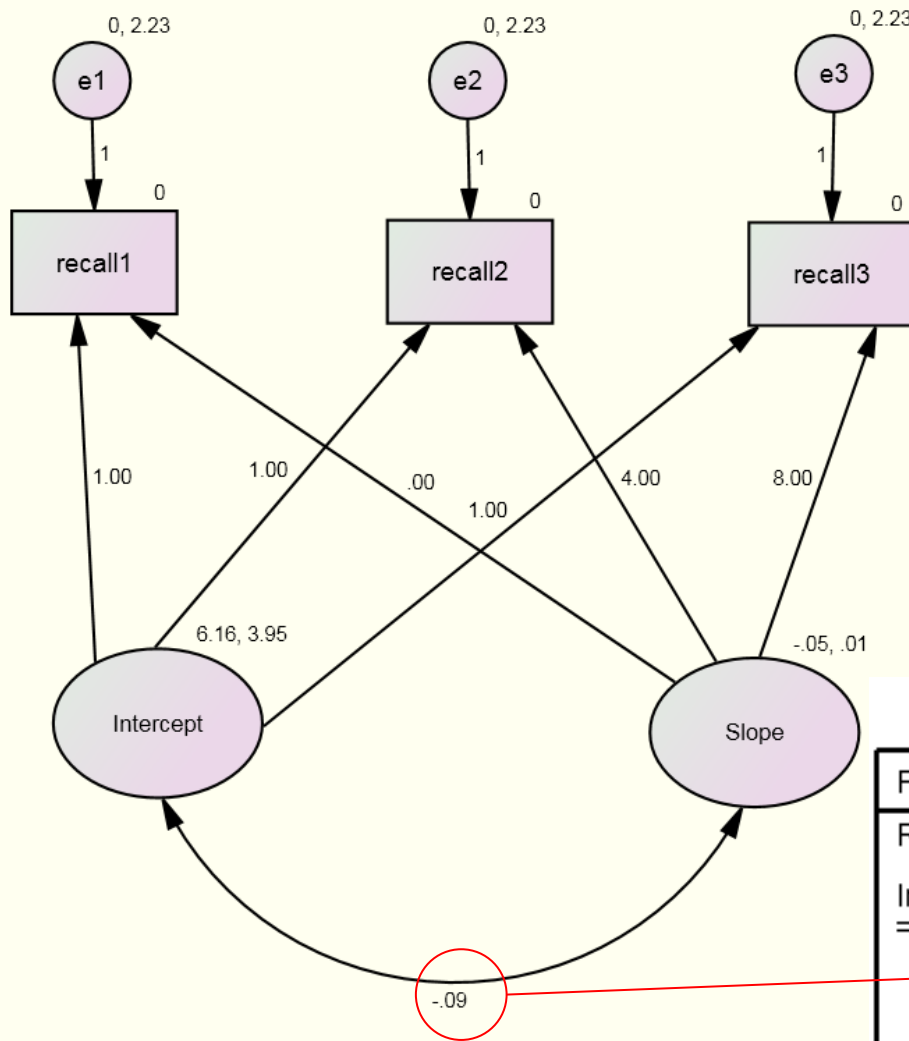 0, 2.23
0, 2.23
0, 2.23
e1
e2
e3
1
1
1
0
0
0
recall1
recall2
recall3
1.00
1.00
.00
1.00
4.00
8.00
6.16, 3.95
-.05, .01
Intercept
Slope
-.09